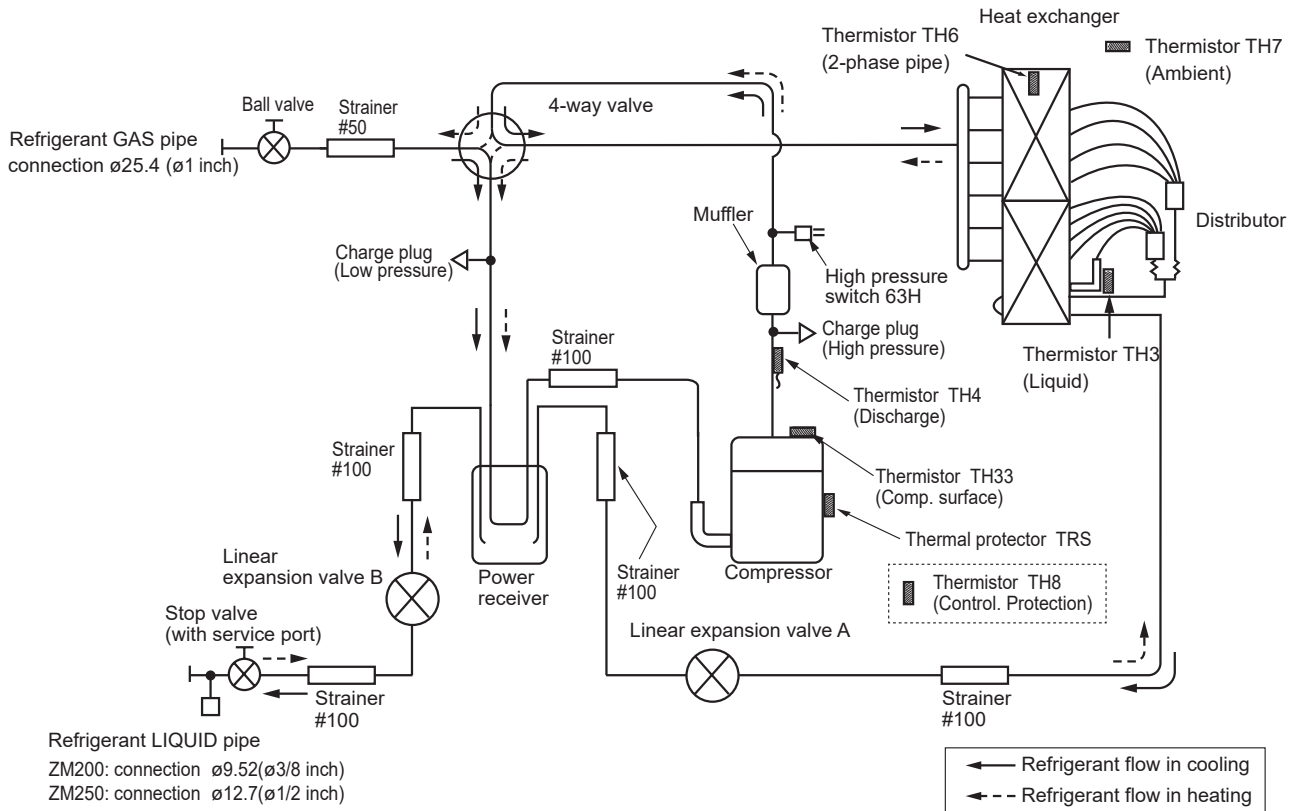 Heat exchanger
Thermistor TH6
(2-phase pipe)
Thermistor TH7
(Ambient)
Ball valve
Strainer
#50
4-way valve
Refrigerant GAS pipe
connection ø25.4 (ø1 inch)
Muffler
Distributor
Charge plug
(Low pressure)
High pressure
switch 63H
Charge plug
(High pressure)
Strainer
#100
Thermistor TH3
(Liquid)
Thermistor TH4
(Discharge)
Strainer
#100
Thermistor TH33
(Comp. surface)
Thermal protector TRS
Linear
expansion valve B
Power
receiver
Strainer
#100
Compressor
Thermistor TH8
(Control. Protection)
Stop valve
(with service port)
Linear expansion valve A
Strainer
#100
Strainer
#100
Refrigerant LIQUID pipe
ZM200: connection ø9.52(ø3/8 inch)
ZM250: connection ø12.7(ø1/2 inch)
Refrigerant flow in cooling
Refrigerant flow in heating